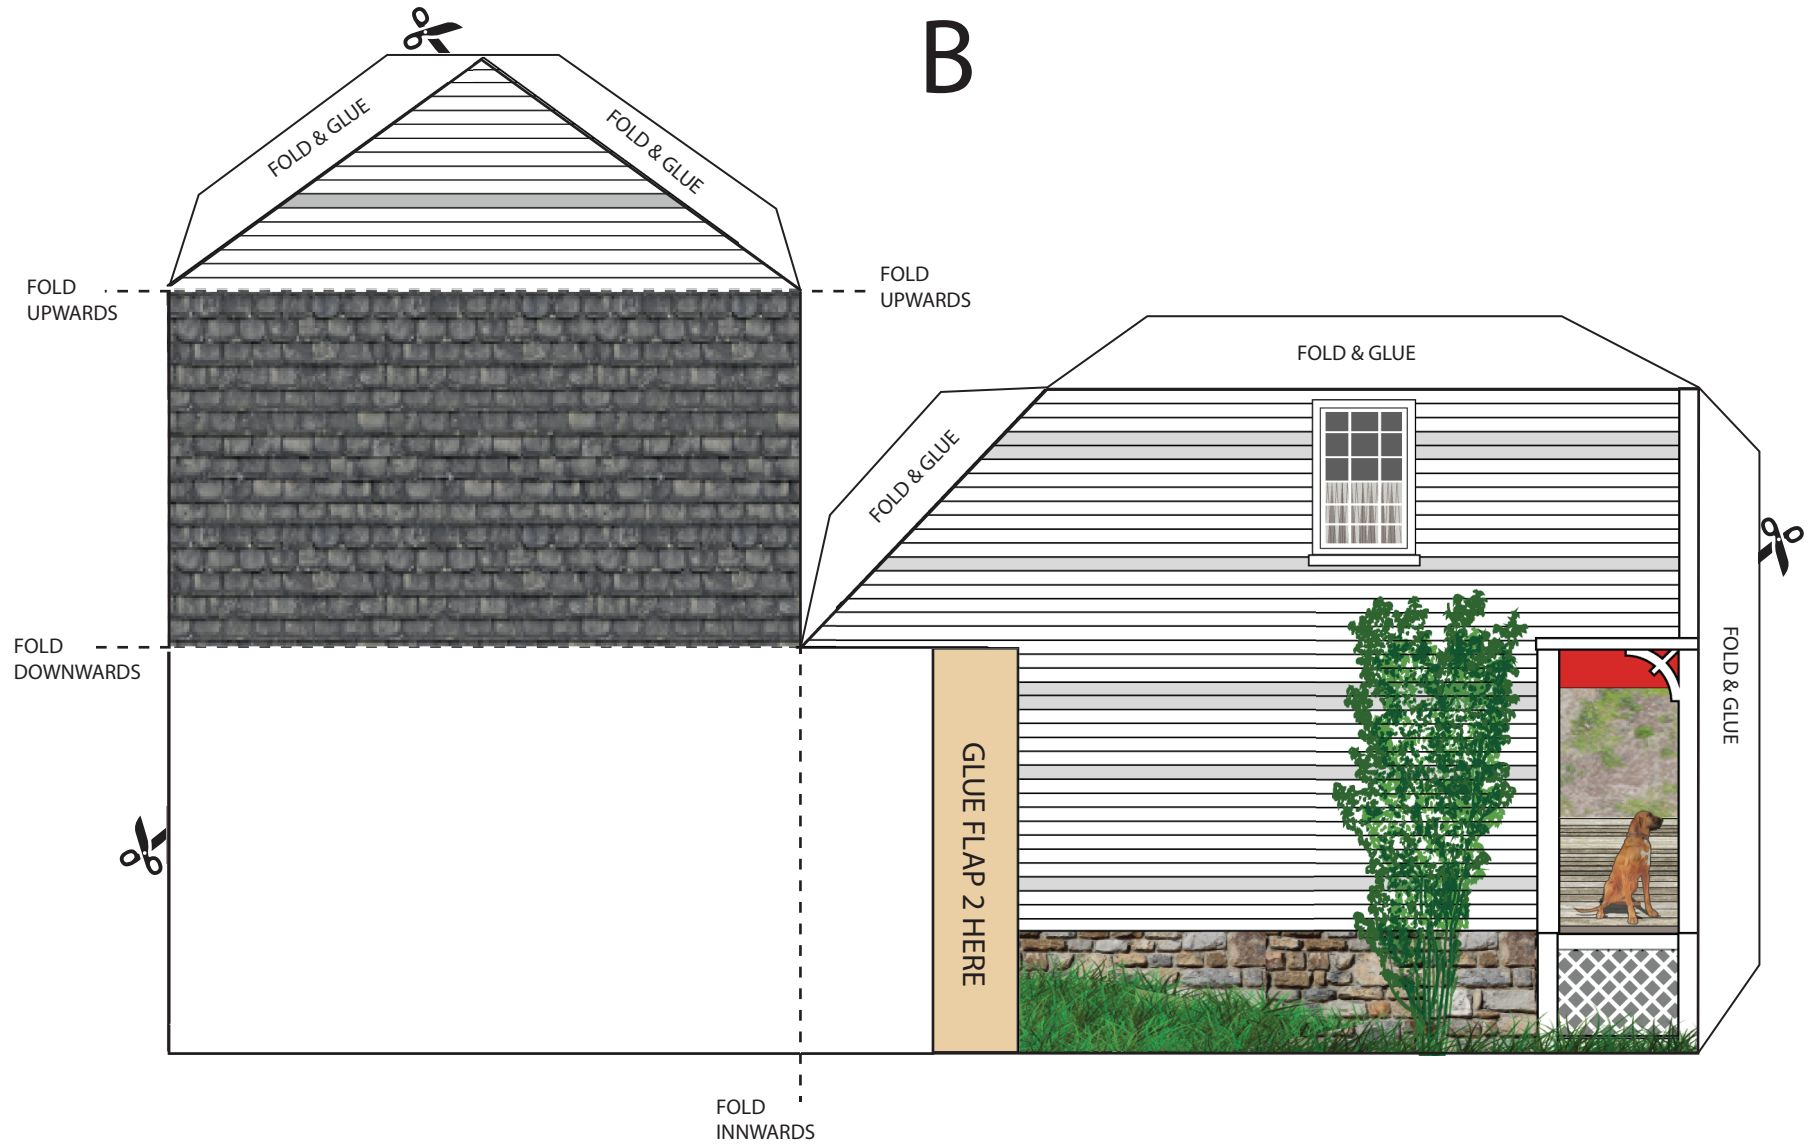 B
FOLD & GLUE
FOLD & GLUE
FOLD
UPWARDS
FOLD
UPWARDS
FOLD & GLUE
FOLD & GLUE
FOLD
DOWNWARDS
FOLD & GLUE
GLUE FLAP 2 HERE
FOLD
INNWARDS